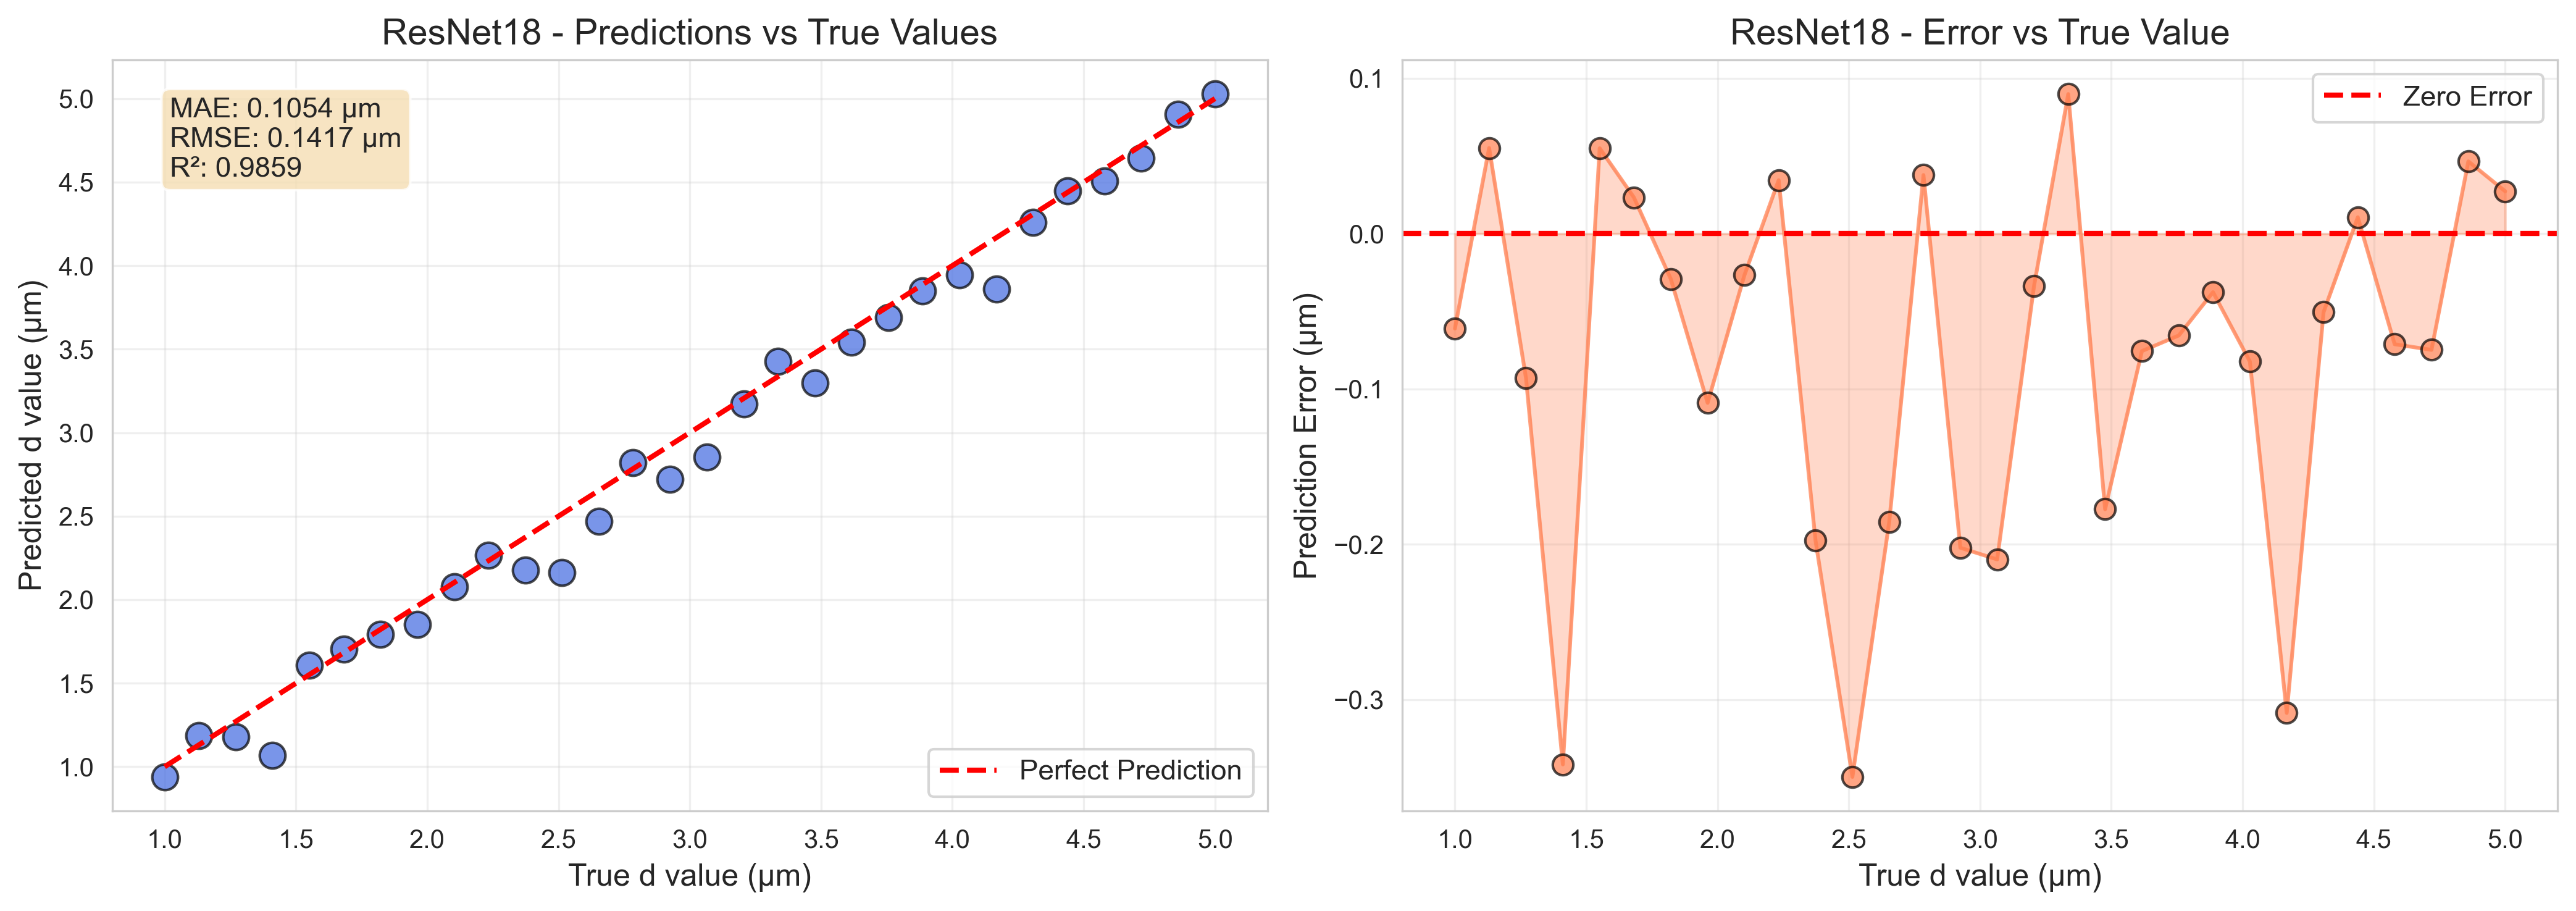 ResNet18 - Predictions vs True Values
MAE: 0.1054 µm
RMSE: 0.1417 µm
R²: 0.9859
Predicted d value (µm)
5.0
4.5
4.0
3.5
3.0
2.5
2.0
1.5
1.0
Perfect Prediction
1.0 1.5 2.0 2.5 3.0 3.5 4.0 4.5 5.0
True d value (µm)
ResNet18 - Error vs True Value
Zero Error
Prediction Error (µm)
0.1
0.0
−0.1
−0.2
−0.3
1.0 1.5 2.0 2.5 3.0 3.5 4.0 4.5 5.0
True d value (µm)